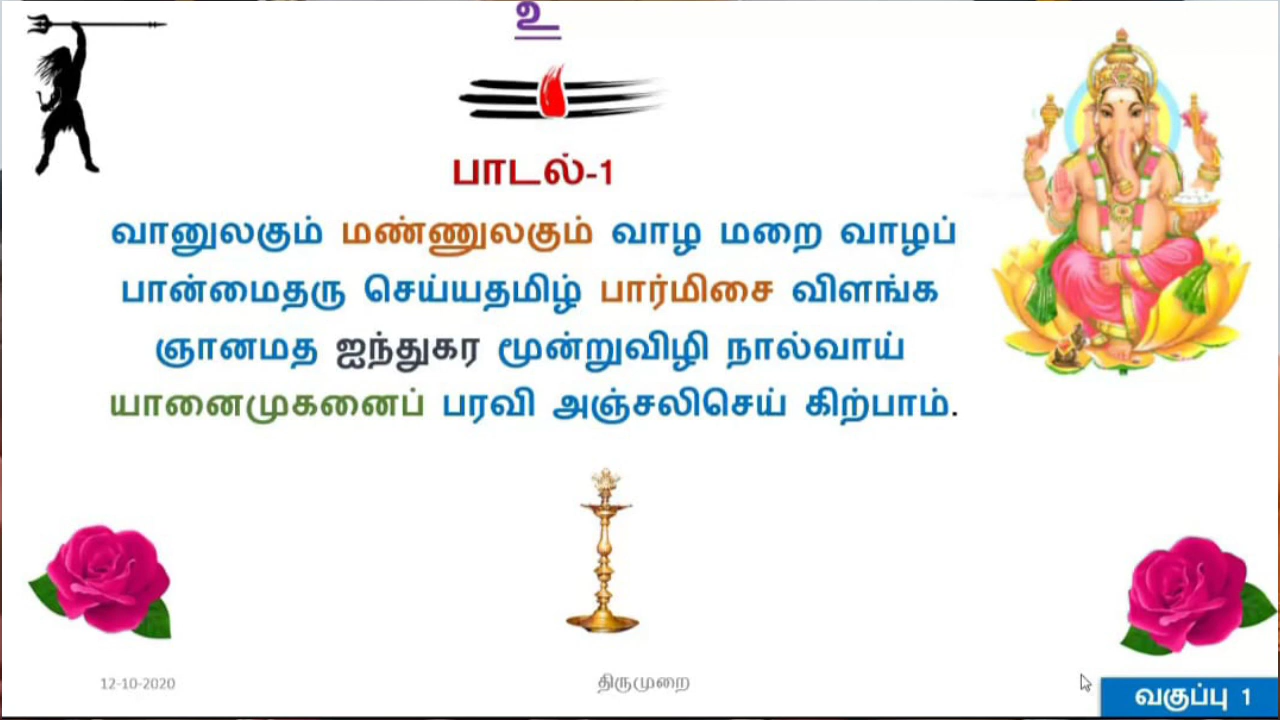 உ
பாடல்-1
வானுலகும் மண்ணுலகும் வாழ மறை வாழப்
பான்மைதரு செய்யதமிழ் பார்மிசை விளங்க
ஞானமத ஐந்துகர மூன்றுவிழி நால்வாய்
யானைமுகனைப் பரவி அஞ்சலிசெய் கிற்பாம்.
12-10-2020
திருமுறை
வகுப்பு 1